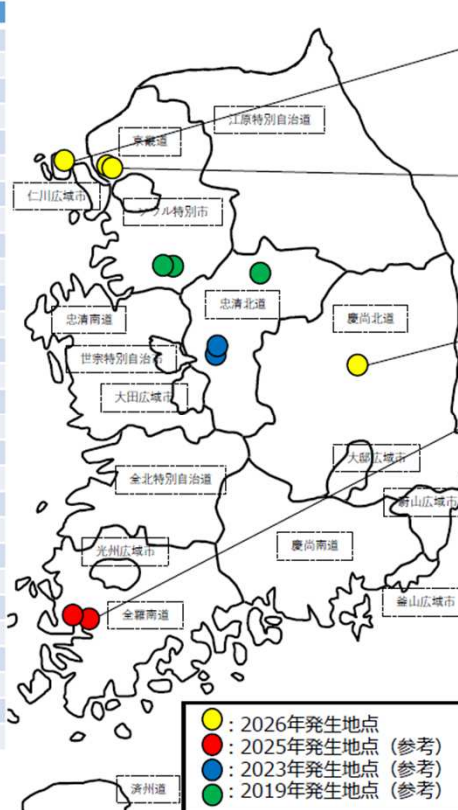 江原特別自治道
京畿道
仁川広域市
ソウル特別市
忠清北道
忠清南道
慶尚北道
世宗特別自治市
大田広域市
大邱広域市
全北特別自治道
蔚山広域市
光州広域市
慶尚南道
釜山広域市
全羅南道
:2026年発生地点
:2025年発生地点(参考)
:2023年発生地点(参考)
:2019年発生地点(参考)
済州道